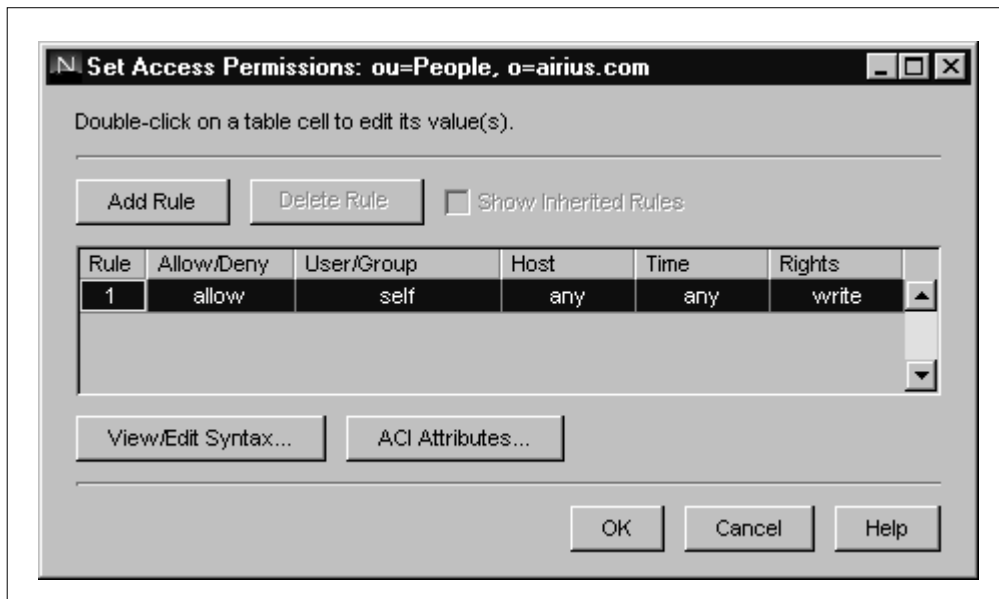 N Set Access Permissions: ou=People, o=airius.com
Double-click on a table cell to edit its value(s).
Add Rule Delete Rule Show Inherited Rules
Rule Allow/Deny User/Group Host Time Rights
1 allow self any any write
View/Edit Syntax... ACI Attributes...
OK Cancel Help